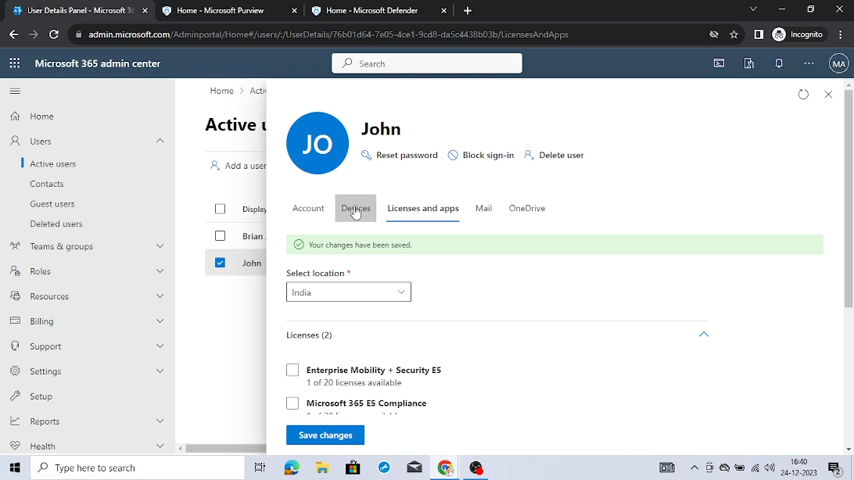 User Details Panel - Microsoft 3
Home - Microsoft Purview
Home - Microsoft Defender
admin.microsoft.com/Adminportal/Home#/users/:/UserDetails/76b01d64-7e05-4ce1-9cd8-da5c4438b03b/LicensesAndApps
Incognito
Microsoft 365 admin center
Search
MA
Home
Users
Active users
Contacts
Guest users
Deleted users
Teams & groups
Roles
Resources
Billing
Support
Settings
Setup
Reports
Health
Home > Activ
Active u
Add a user
Display
Brian
John
JO
John
Reset password
Block sign-in
Delete user
Account
Devices
Licenses and apps
Mail
OneDrive
Your changes have been saved.
Select location *
India
Licenses (2)
Enterprise Mobility + Security E5
1 of 20 licenses available
Microsoft 365 E5 Compliance
Save changes
Type here to search
16:40
24-12-2023
2